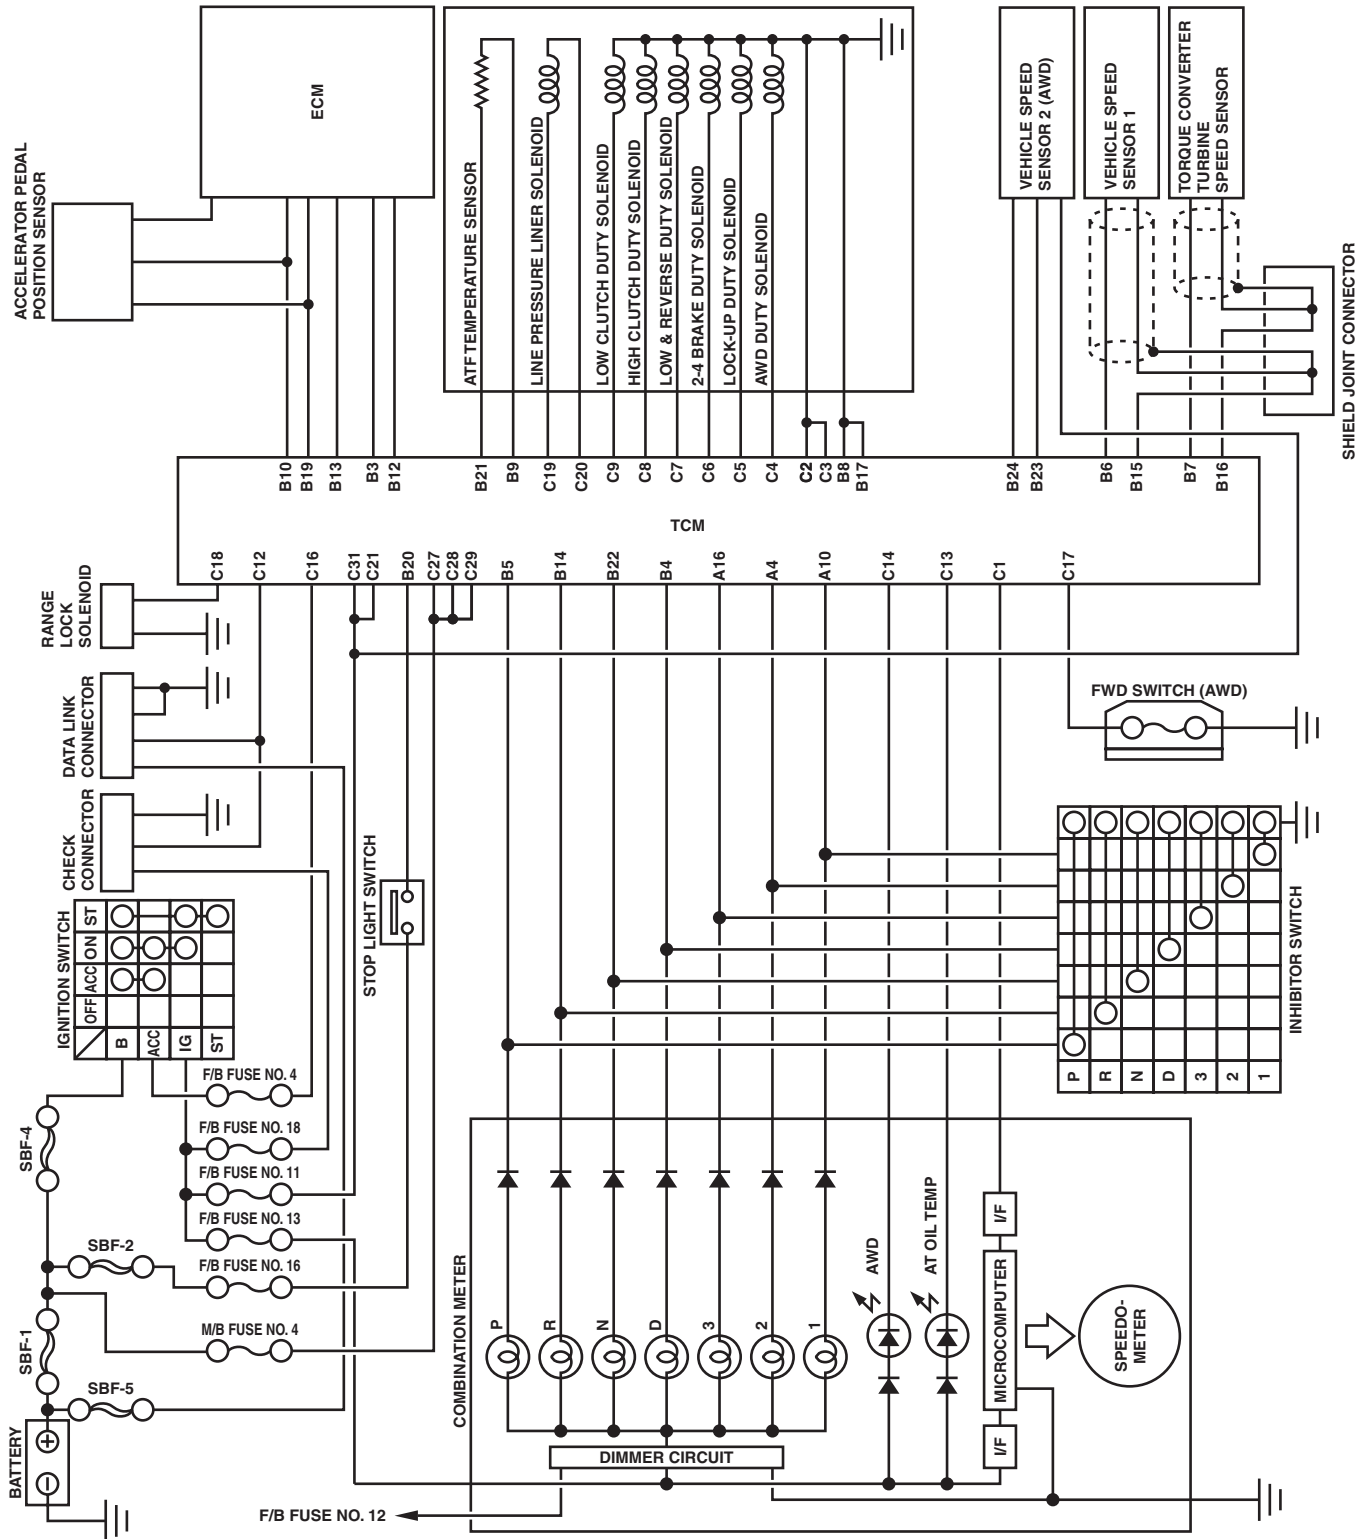 ACCELERATOR PEDAL
POSITION SENSOR
ECM
ATF TEMPERATURE SENSOR
LINE PRESSURE LINER SOLENOID
LOW CLUTCH DUTY SOLENOID
HIGH CLUTCH DUTY SOLENOID
LOW & REVERSE DUTY SOLENOID
2-4 BRAKE DUTY SOLENOID
LOCK-UP DUTY SOLENOID
AWD DUTY SOLENOID
VEHICLE SPEED
SENSOR 2 (AWD)
VEHICLE SPEED
SENSOR 1
TORQUE CONVERTER
TURBINE
SPEED SENSOR
SHIELD JOINT CONNECTOR
B10
B19
B13
B3
B12
B21
B9
C19
C20
C9
C8
C7
C6
C5
C4
C2
C3
B8
B17
B24
B23
B6
B15
B7
B16
TCM
C18
C12
C16
C31
C21
B20
C27
C28
C29
B5
B14
B22
B4
A16
A4
A10
C14
C13
C1
C17
RANGE
LOCK
SOLENOID
DATA LINK
CONNECTOR
CHECK
CONNECTOR
FWD SWITCH (AWD)
STOP LIGHT SWITCH
IGNITION SWITCH
OFF
ACC
ON
ST
B
ACC
IG
ST
INHIBITOR SWITCH
P
R
N
D
3
2
1
SBF-4
F/B FUSE NO. 4
F/B FUSE NO. 18
F/B FUSE NO. 11
F/B FUSE NO. 13
SBF-2
F/B FUSE NO. 16
SBF-1
M/B FUSE NO. 4
SBF-5
BATTERY
COMBINATION METER
P
R
N
D
3
2
1
AWD
AT OIL TEMP
I/F
MICROCOMPUTER
I/F
SPEEDO-
METER
DIMMER CIRCUIT
F/B FUSE NO. 12